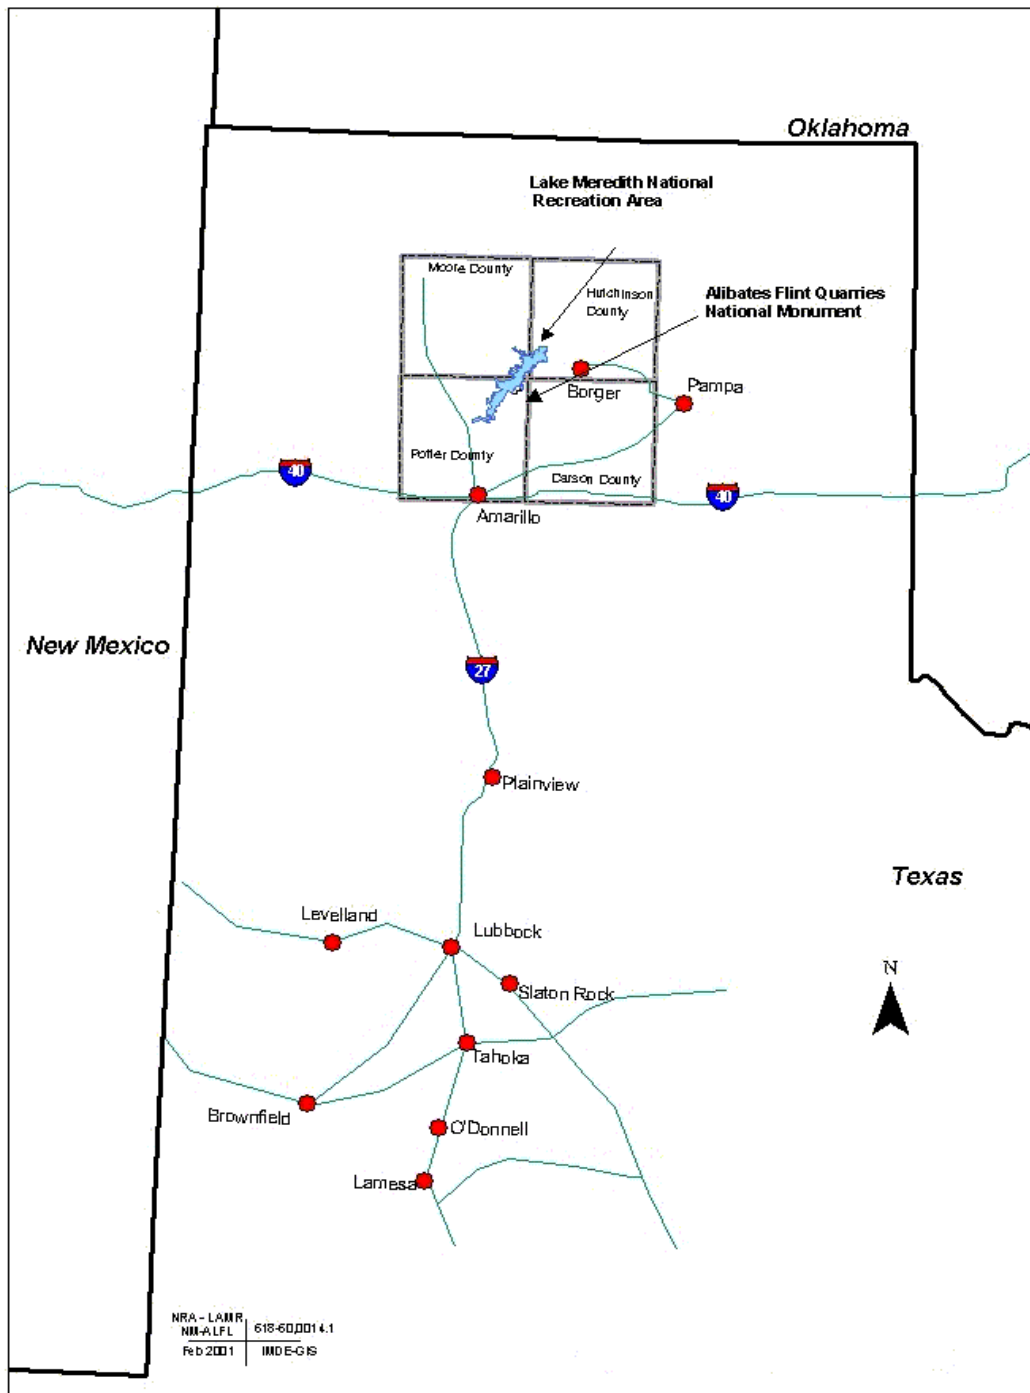 Oklahoma
Lake Meredith National
Recreation Area
Moore County
Hutchinson
County
Alibates Flint Quarries
National Monument
Borger
Pampa
Potter County
Carson County
40
40
Amarillo
New Mexico
27
Plainview
Texas
Levelland
Lubbock
N
Slaton Rock
Tahoka
Brownfield
O'Donnell
Lamesa
NRA - LAMR
NM-ALFL
618-60,0014.1
Feb 2001
IMDE-GIS